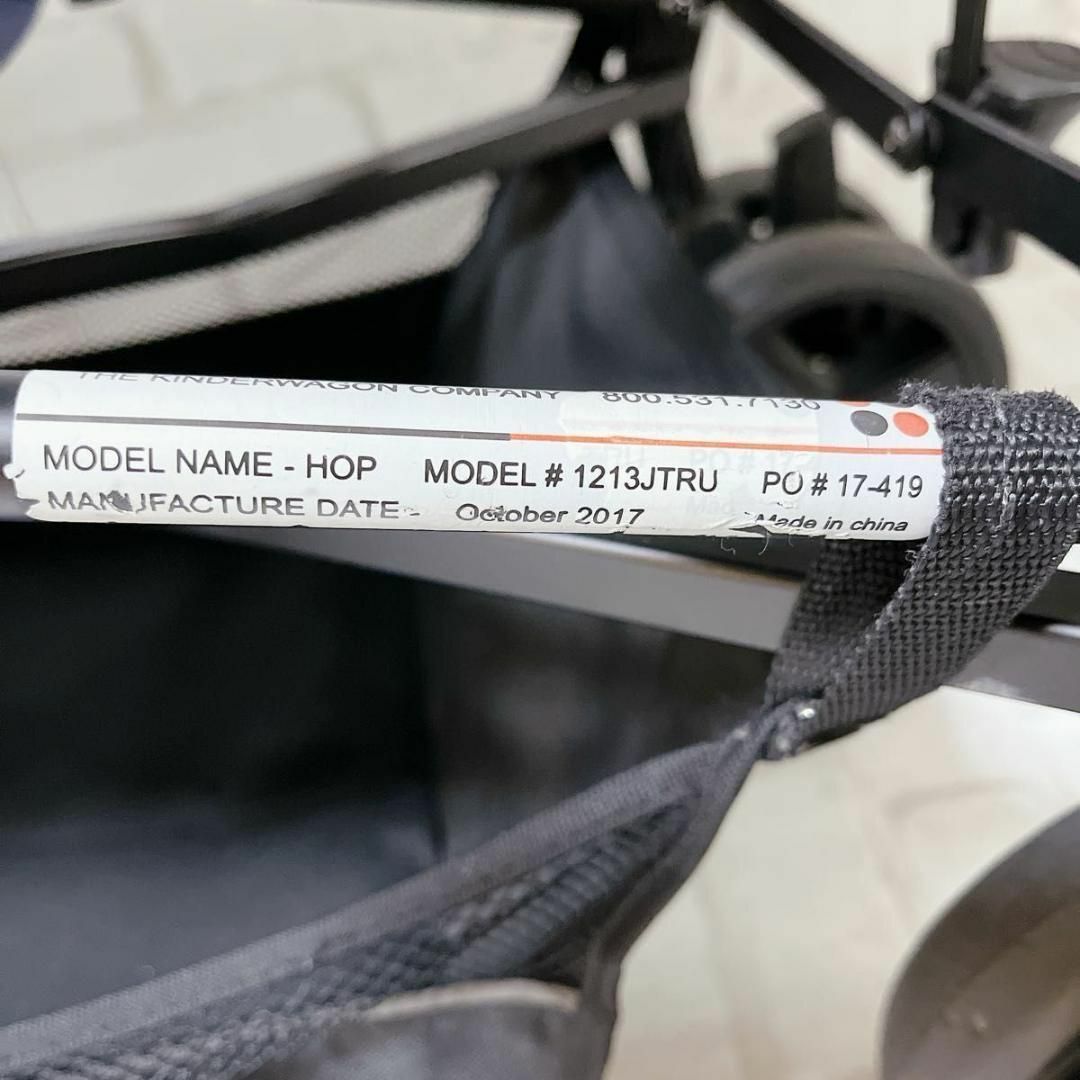 THE KINDERWAGON COMPANY 800.531.7130
MODEL NAME - HOP MODEL # 1213JTRU PO # 17-419
MANUFACTURE DATE - October 2017 Made in china